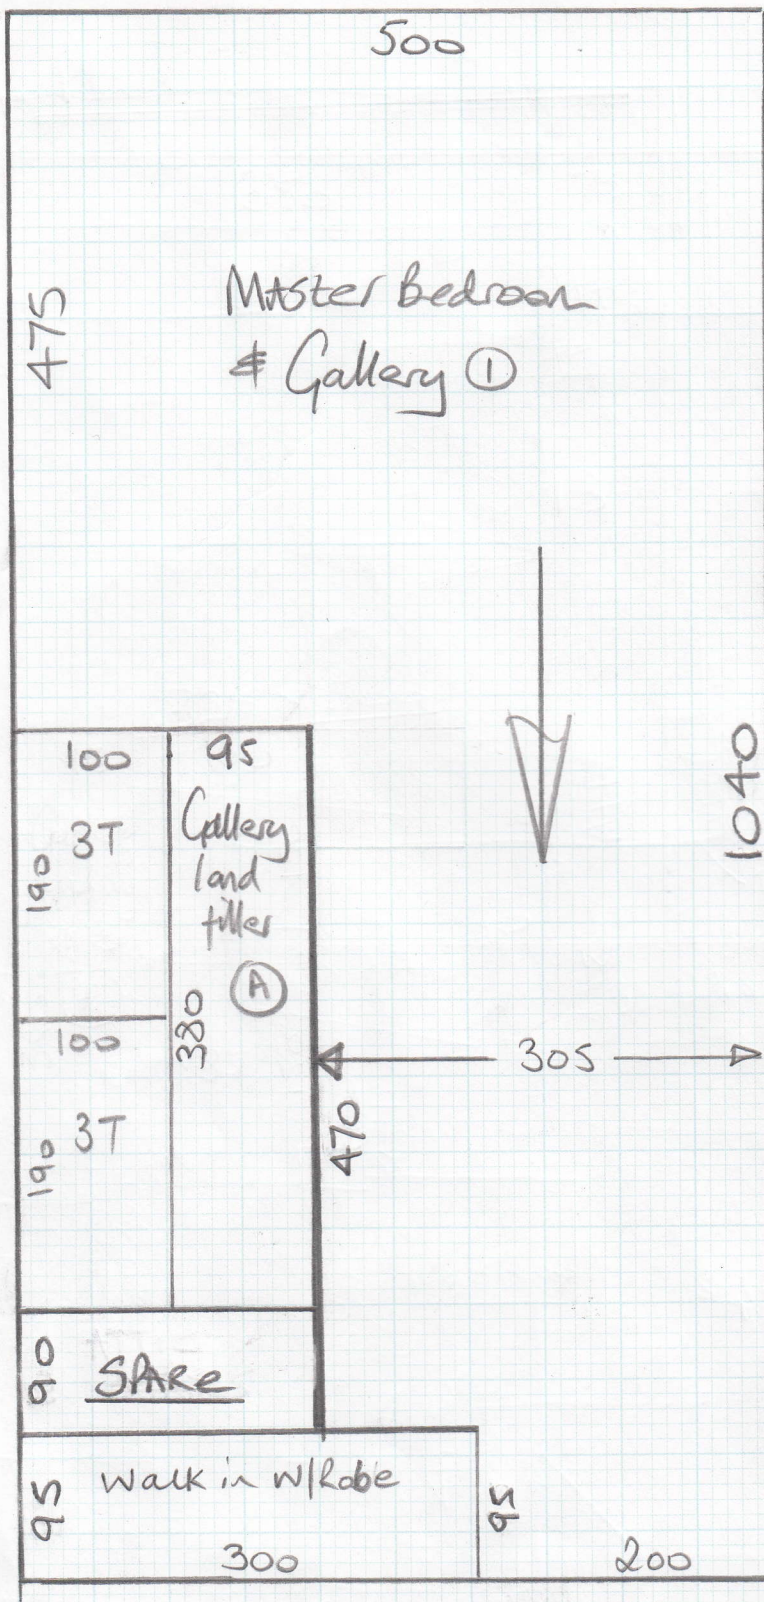 500
475
Master Bedroom
& Gallery ①
1040
100
95
3T
190
Gallery
land
filler
A
380
100
3T
190
305
470
90
SPARe
95
Walk in W/Robe
95
300
200